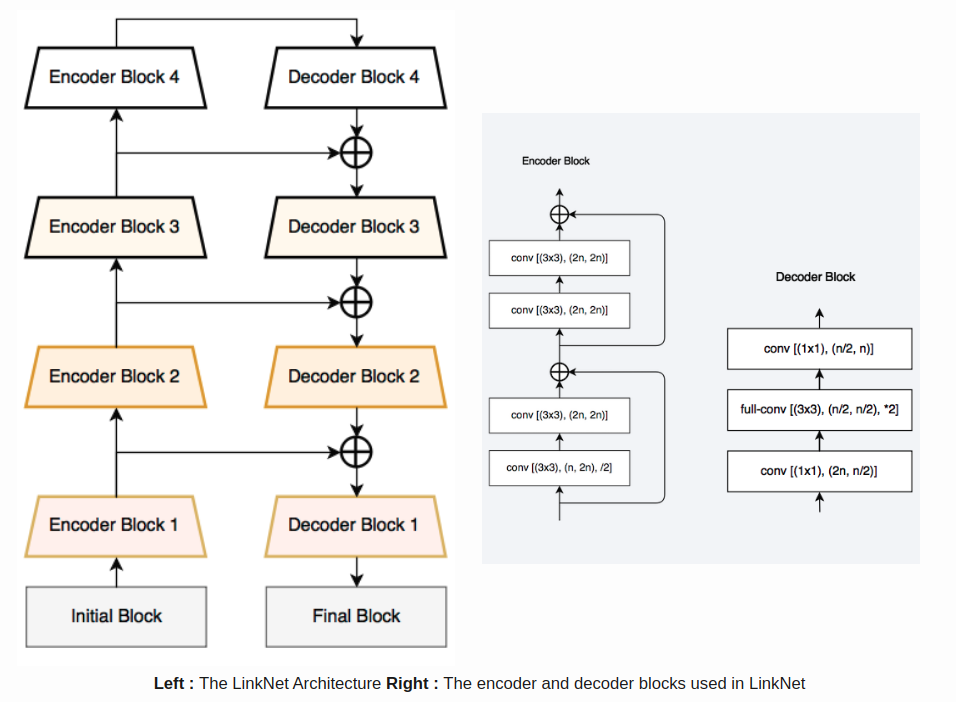 Encoder Block 4
Decoder Block 4
Encoder Block 3
Decoder Block 3
Encoder Block 2
Decoder Block 2
Encoder Block 1
Decoder Block 1
Initial Block
Final Block
Encoder Block
conv [(3x3), (2n, 2n)]
conv [(3x3), (2n, 2n)]
conv [(3x3), (2n, 2n)]
conv [(3x3), (n, 2n), /2]
Decoder Block
conv [(1x1), (n/2, n)]
full-conv [(3x3), (n/2, n/2), *2]
conv [(1x1), (2n, n/2)]
Left : The LinkNet Architecture Right : The encoder and decoder blocks used in LinkNet